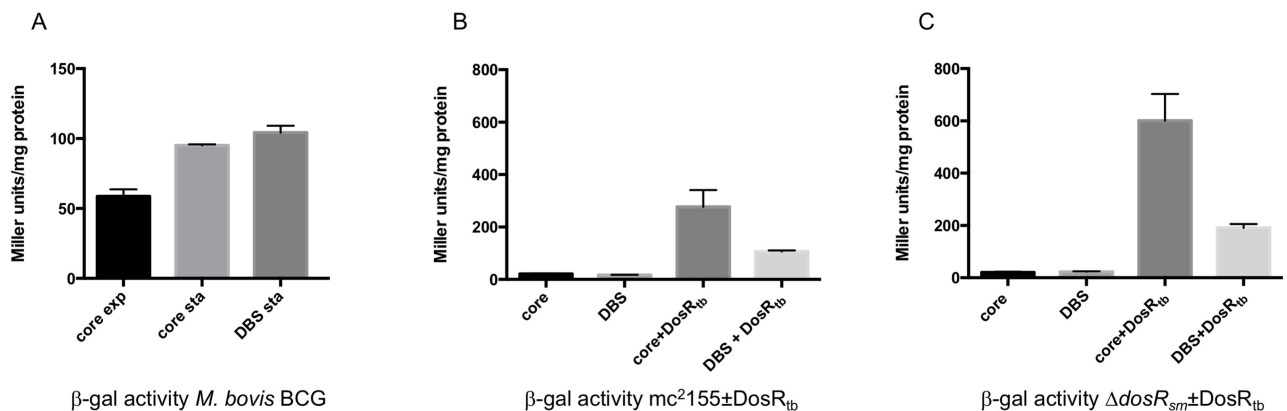 A
Miller units/mg protein
150
100
50
0
core exp
core sta
DBS sta
β-gal activity M. bovis BCG
B
Miller units/mg protein
800
600
400
200
0
core
DBS
core+DosRtb
DBS + DosRtb
β-gal activity mc²155±DosRtb
C
Miller units/mg protein
800
600
400
200
0
core
DBS
core+DosRtb
DBS+DosRtb
β-gal activity ΔdosRsm±DosRtb